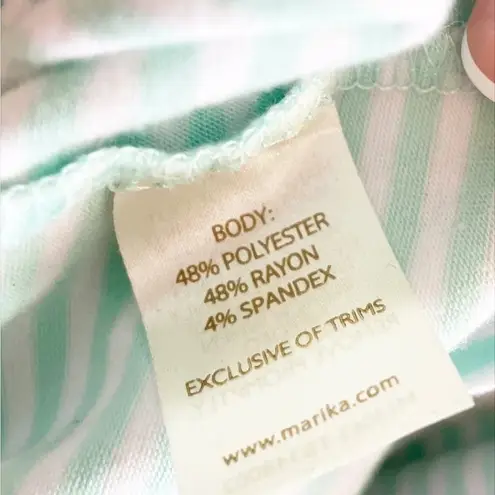 BODY:
48% POLYESTER
48% RAYON
4% SPANDEX
EXCLUSIVE OF TRIMS
www.marika.com